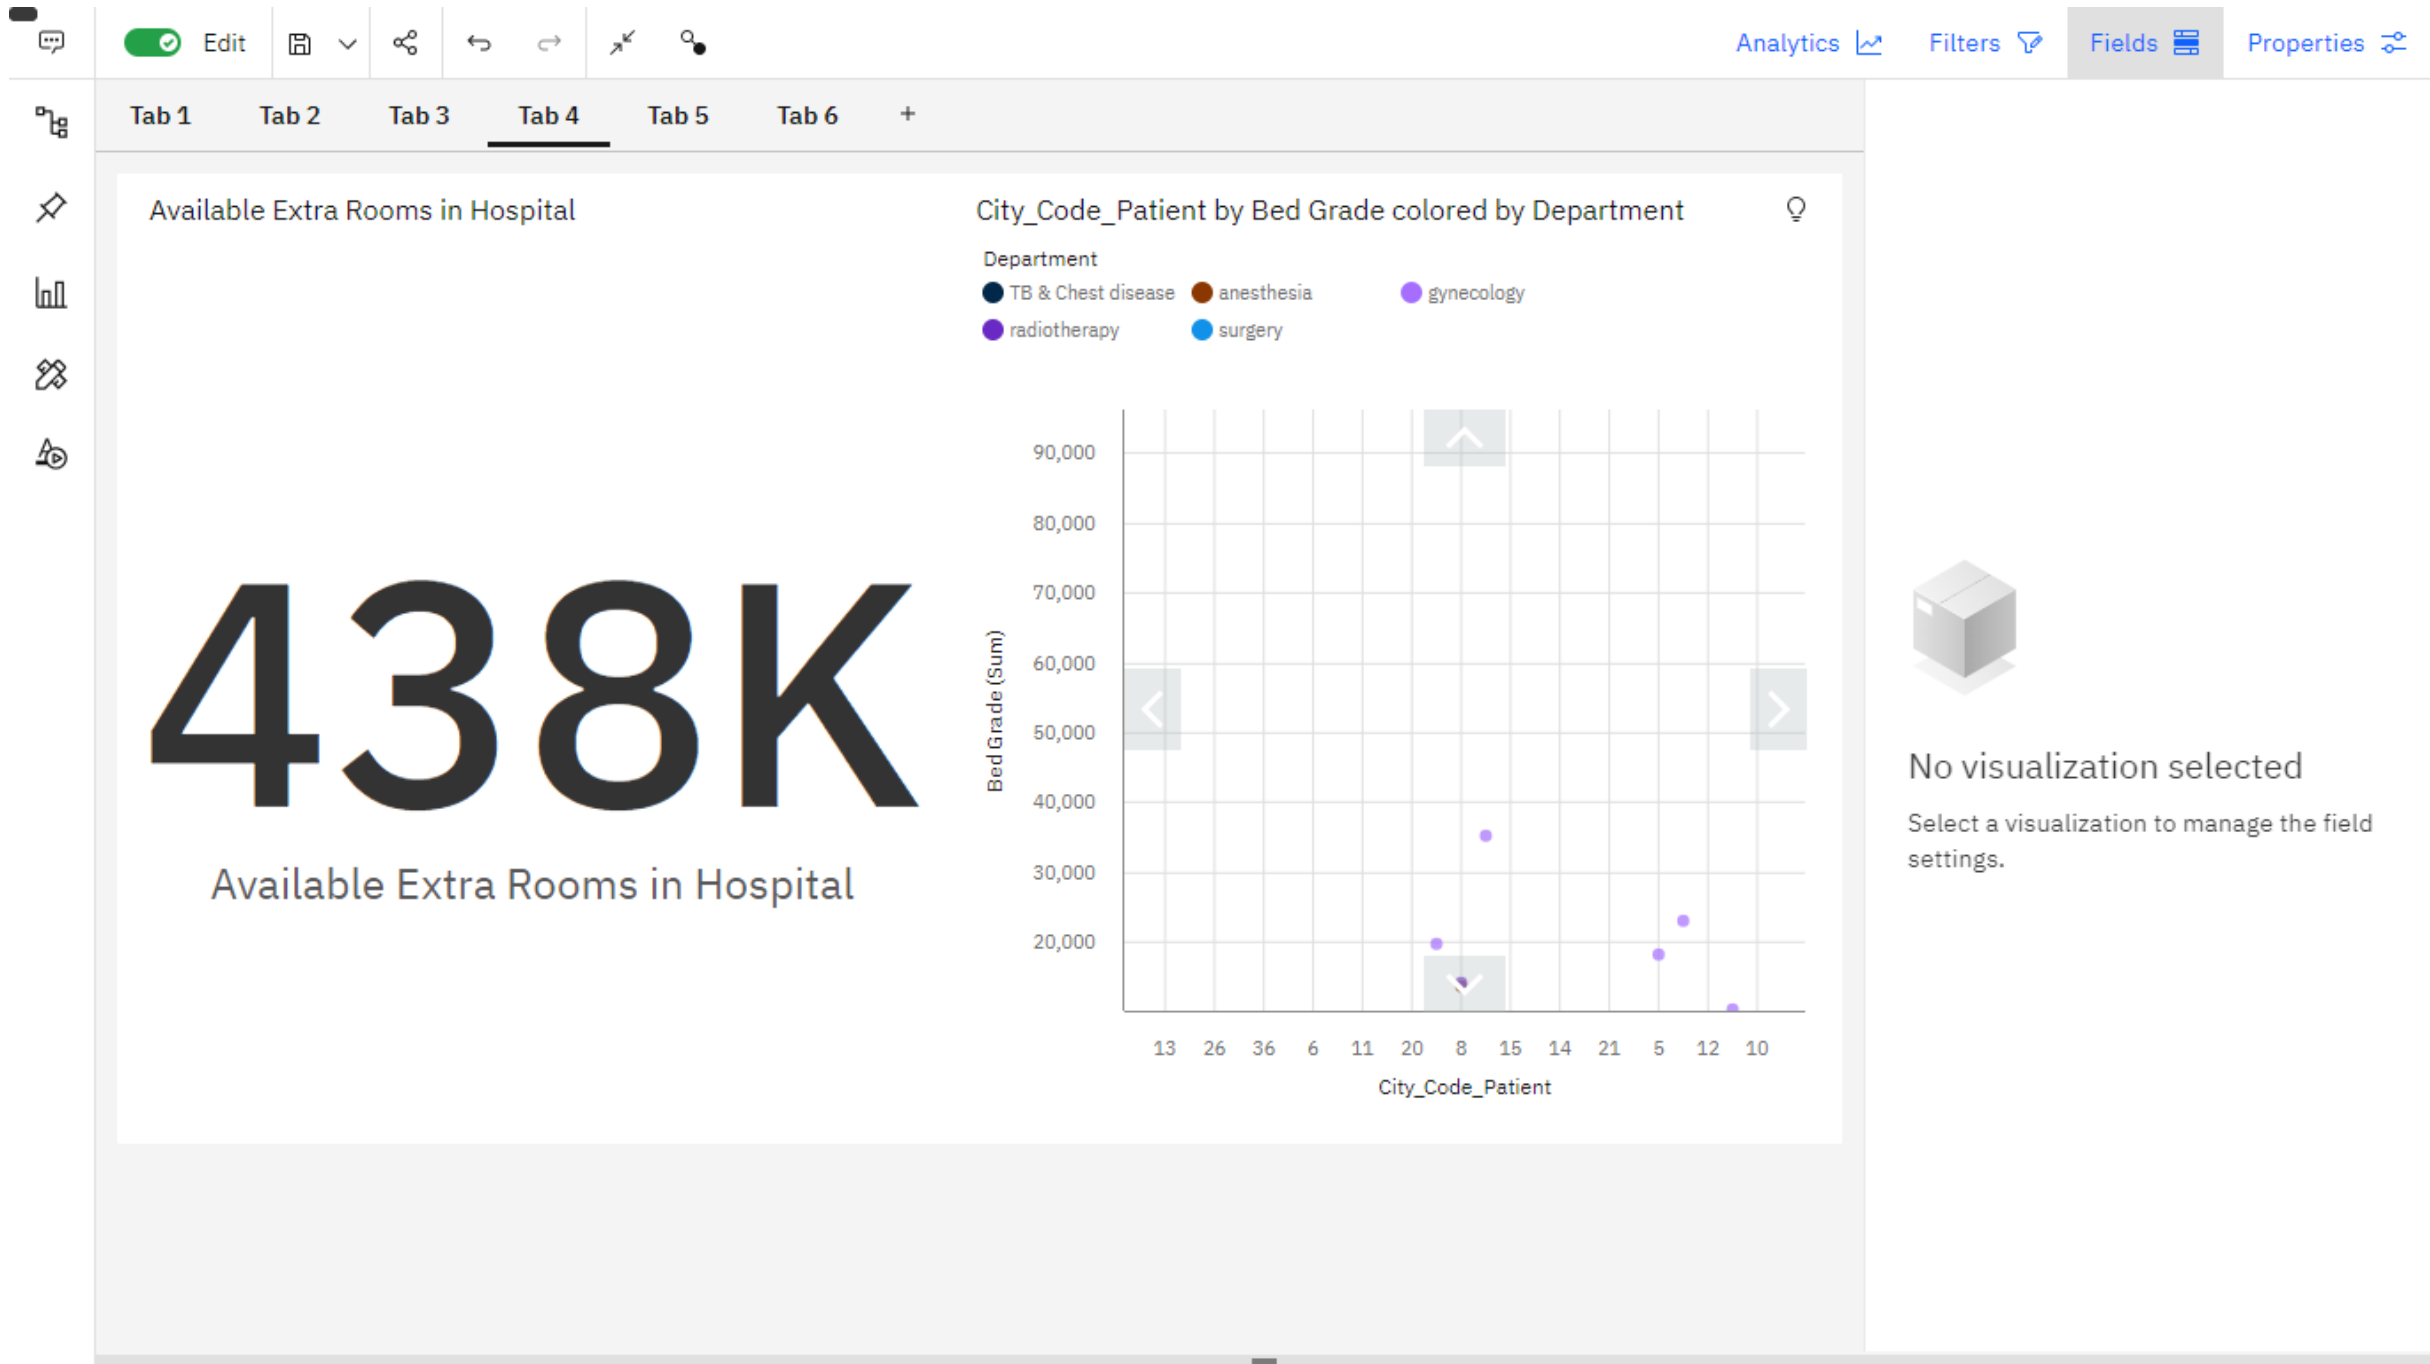 Edit
Analytics
Filters
Fields
Properties
Tab 1
Tab 2
Tab 3
Tab 4
Tab 5
Tab 6
+
Available Extra Rooms in Hospital
438K
Available Extra Rooms in Hospital
City_Code_Patient by Bed Grade colored by Department
Department
TB & Chest disease
anesthesia
gynecology
radiotherapy
surgery
Bed Grade (Sum)
90,000
80,000
70,000
60,000
50,000
40,000
30,000
20,000
13 26 36 6 11 20 8 15 14 21 5 12 10
City_Code_Patient
No visualization selected
Select a visualization to manage the field
settings.